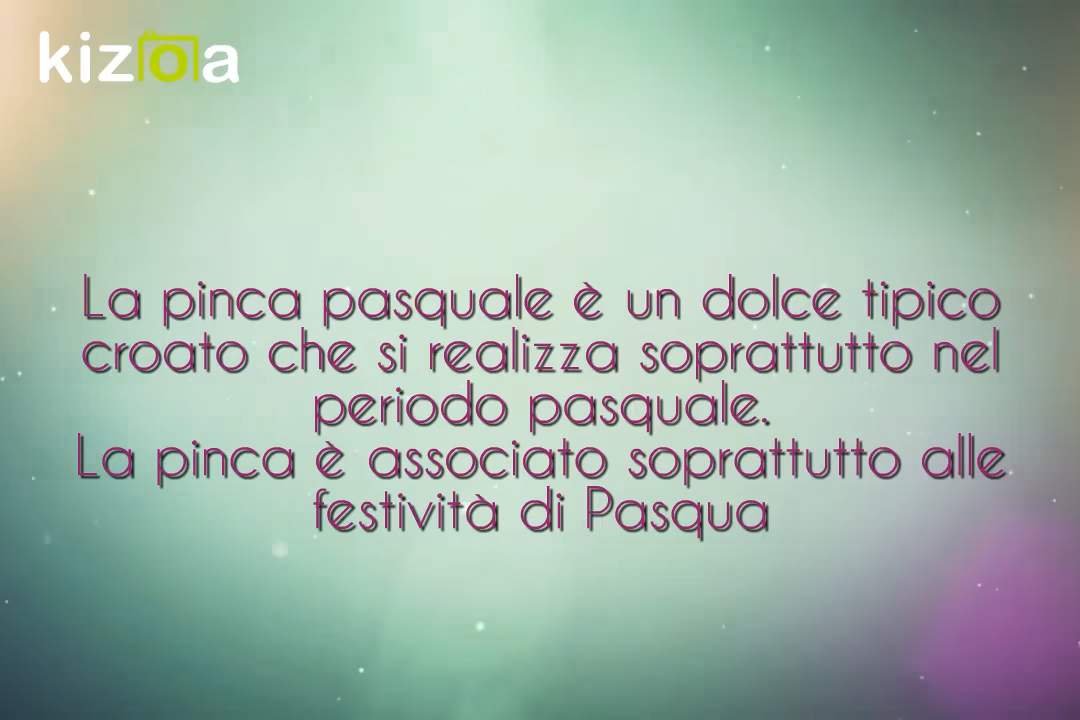 kizoa
La pinca pasquale è un dolce tipico
croato che si realizza soprattutto nel
periodo pasquale.
La pinca è associato soprattutto alle
festività di Pasqua